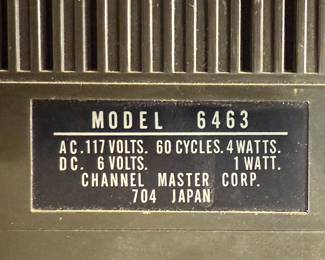 MODEL 6463
AC. 117 VOLTS. 60 CYCLES. 4 WATTS.
DC. 6 VOLTS. 1 WATT.
CHANNEL MASTER CORP.
704 JAPAN